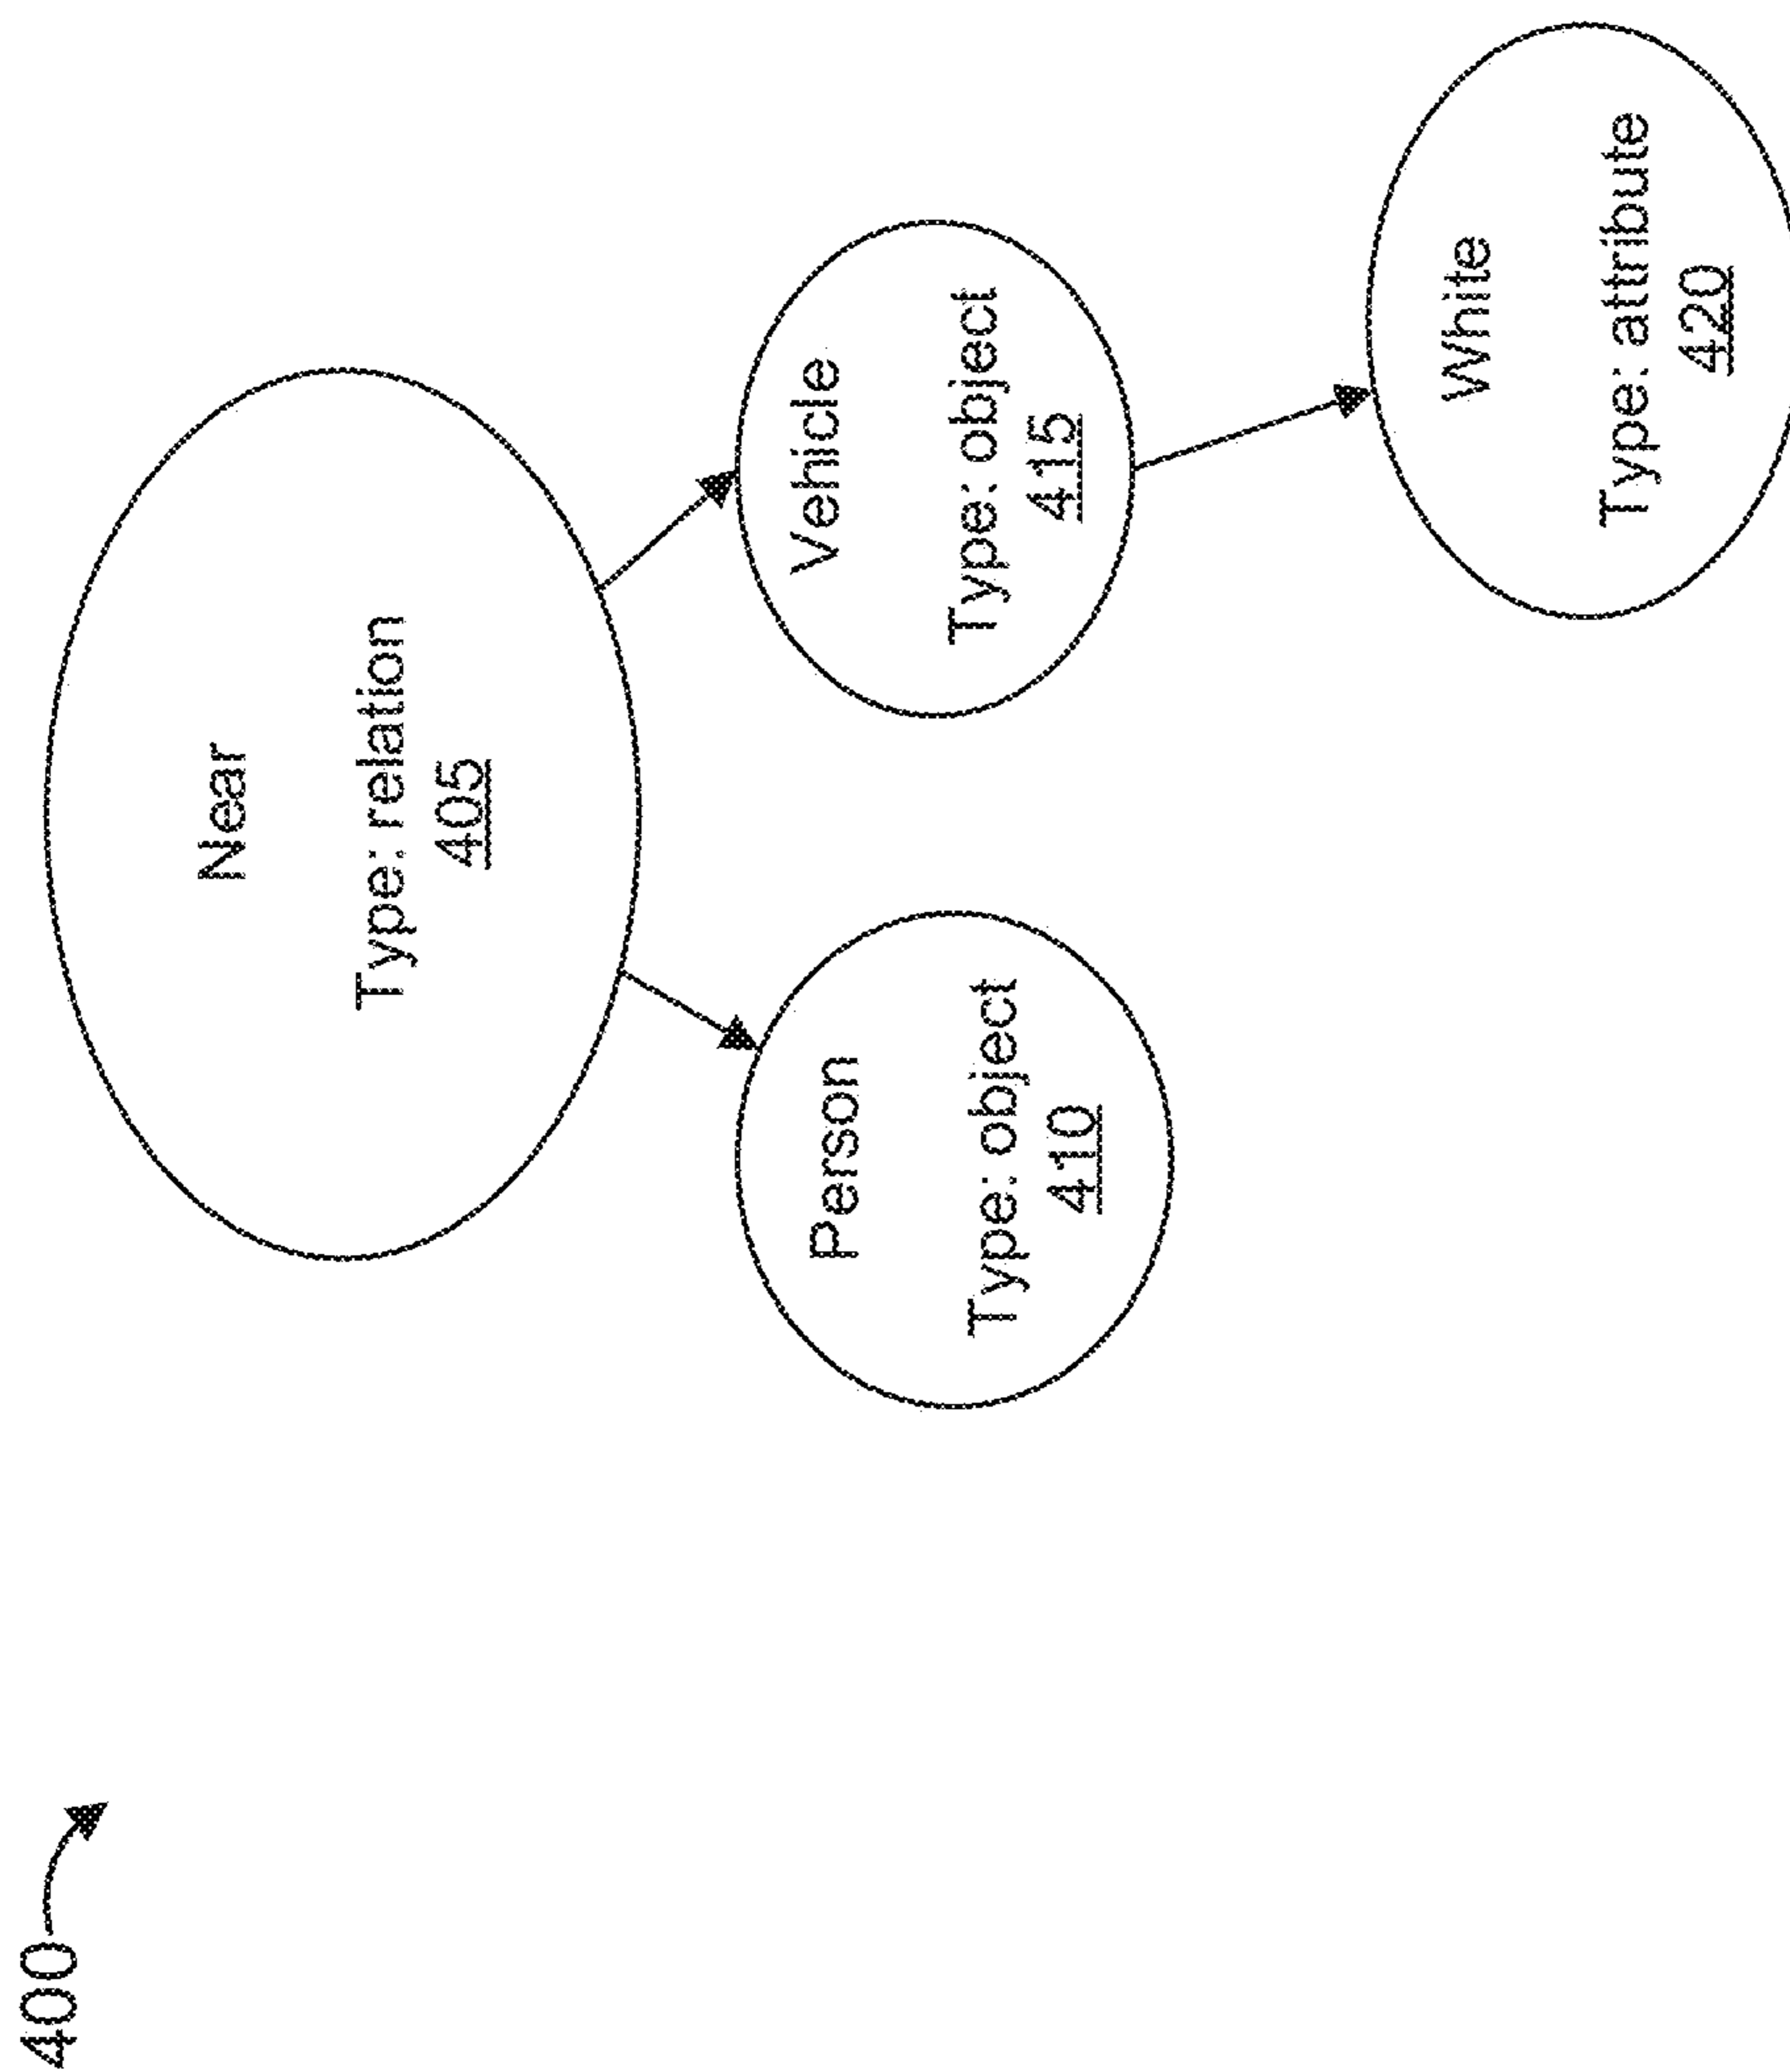 400
Near
Type: relation
405
Person
Type: object
410
Vehicle
Type: object
415
White
Type: attribute
420